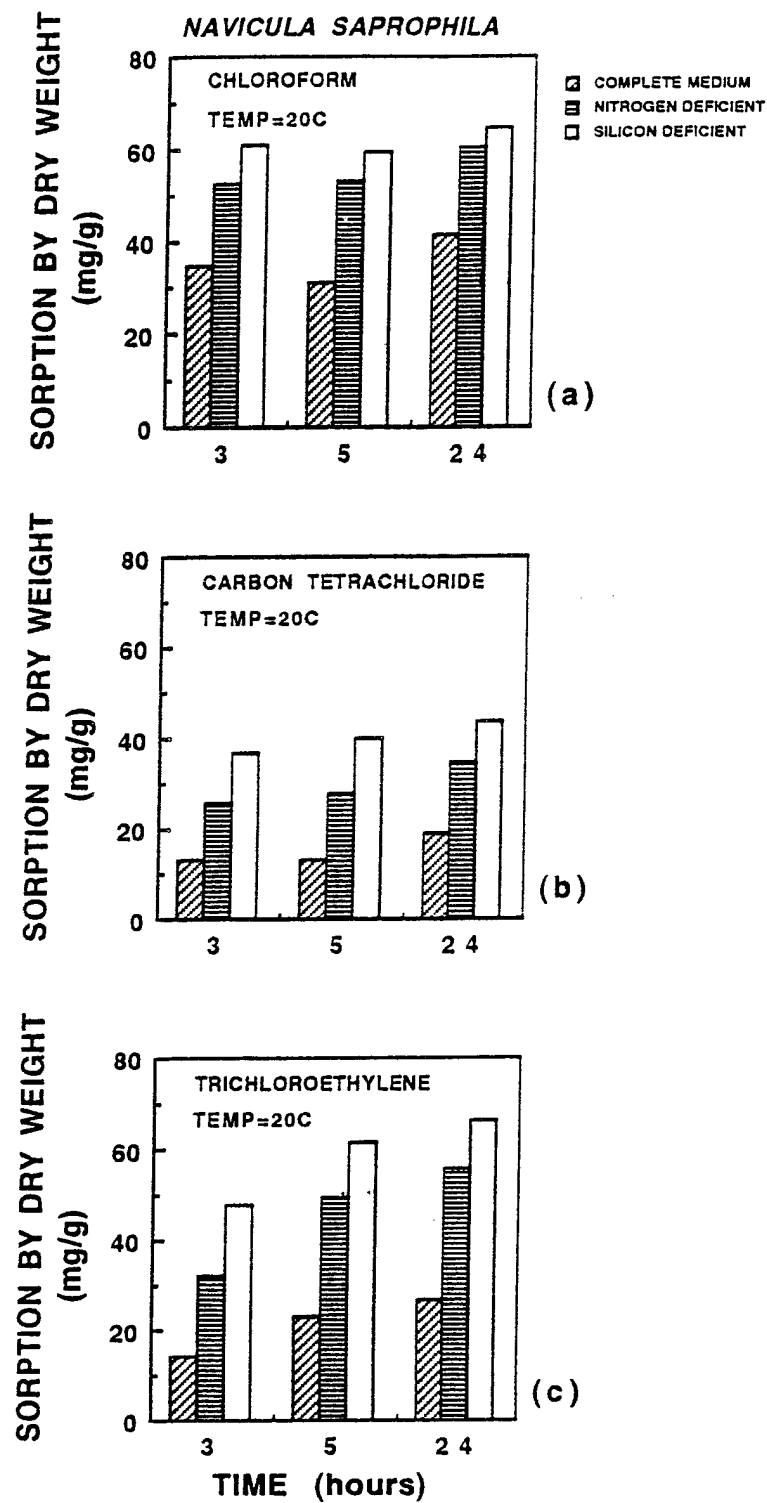 NAVICULA SAPROPHILA
SORPTION BY DRY WEIGHT
(mg/g)
80
60
40
20
0
CHLOROFORM
TEMP=20C
COMPLETE MEDIUM
NITROGEN DEFICIENT
SILICON DEFICIENT
(a)
3 5 2 4
SORPTION BY DRY WEIGHT
(mg/g)
80
60
40
20
0
CARBON TETRACHLORIDE
TEMP=20C
(b)
3 5 2 4
SORPTION BY DRY WEIGHT
(mg/g)
80
60
40
20
0
TRICHLOROETHYLENE
TEMP=20C
(c)
3 5 2 4
TIME (hours)